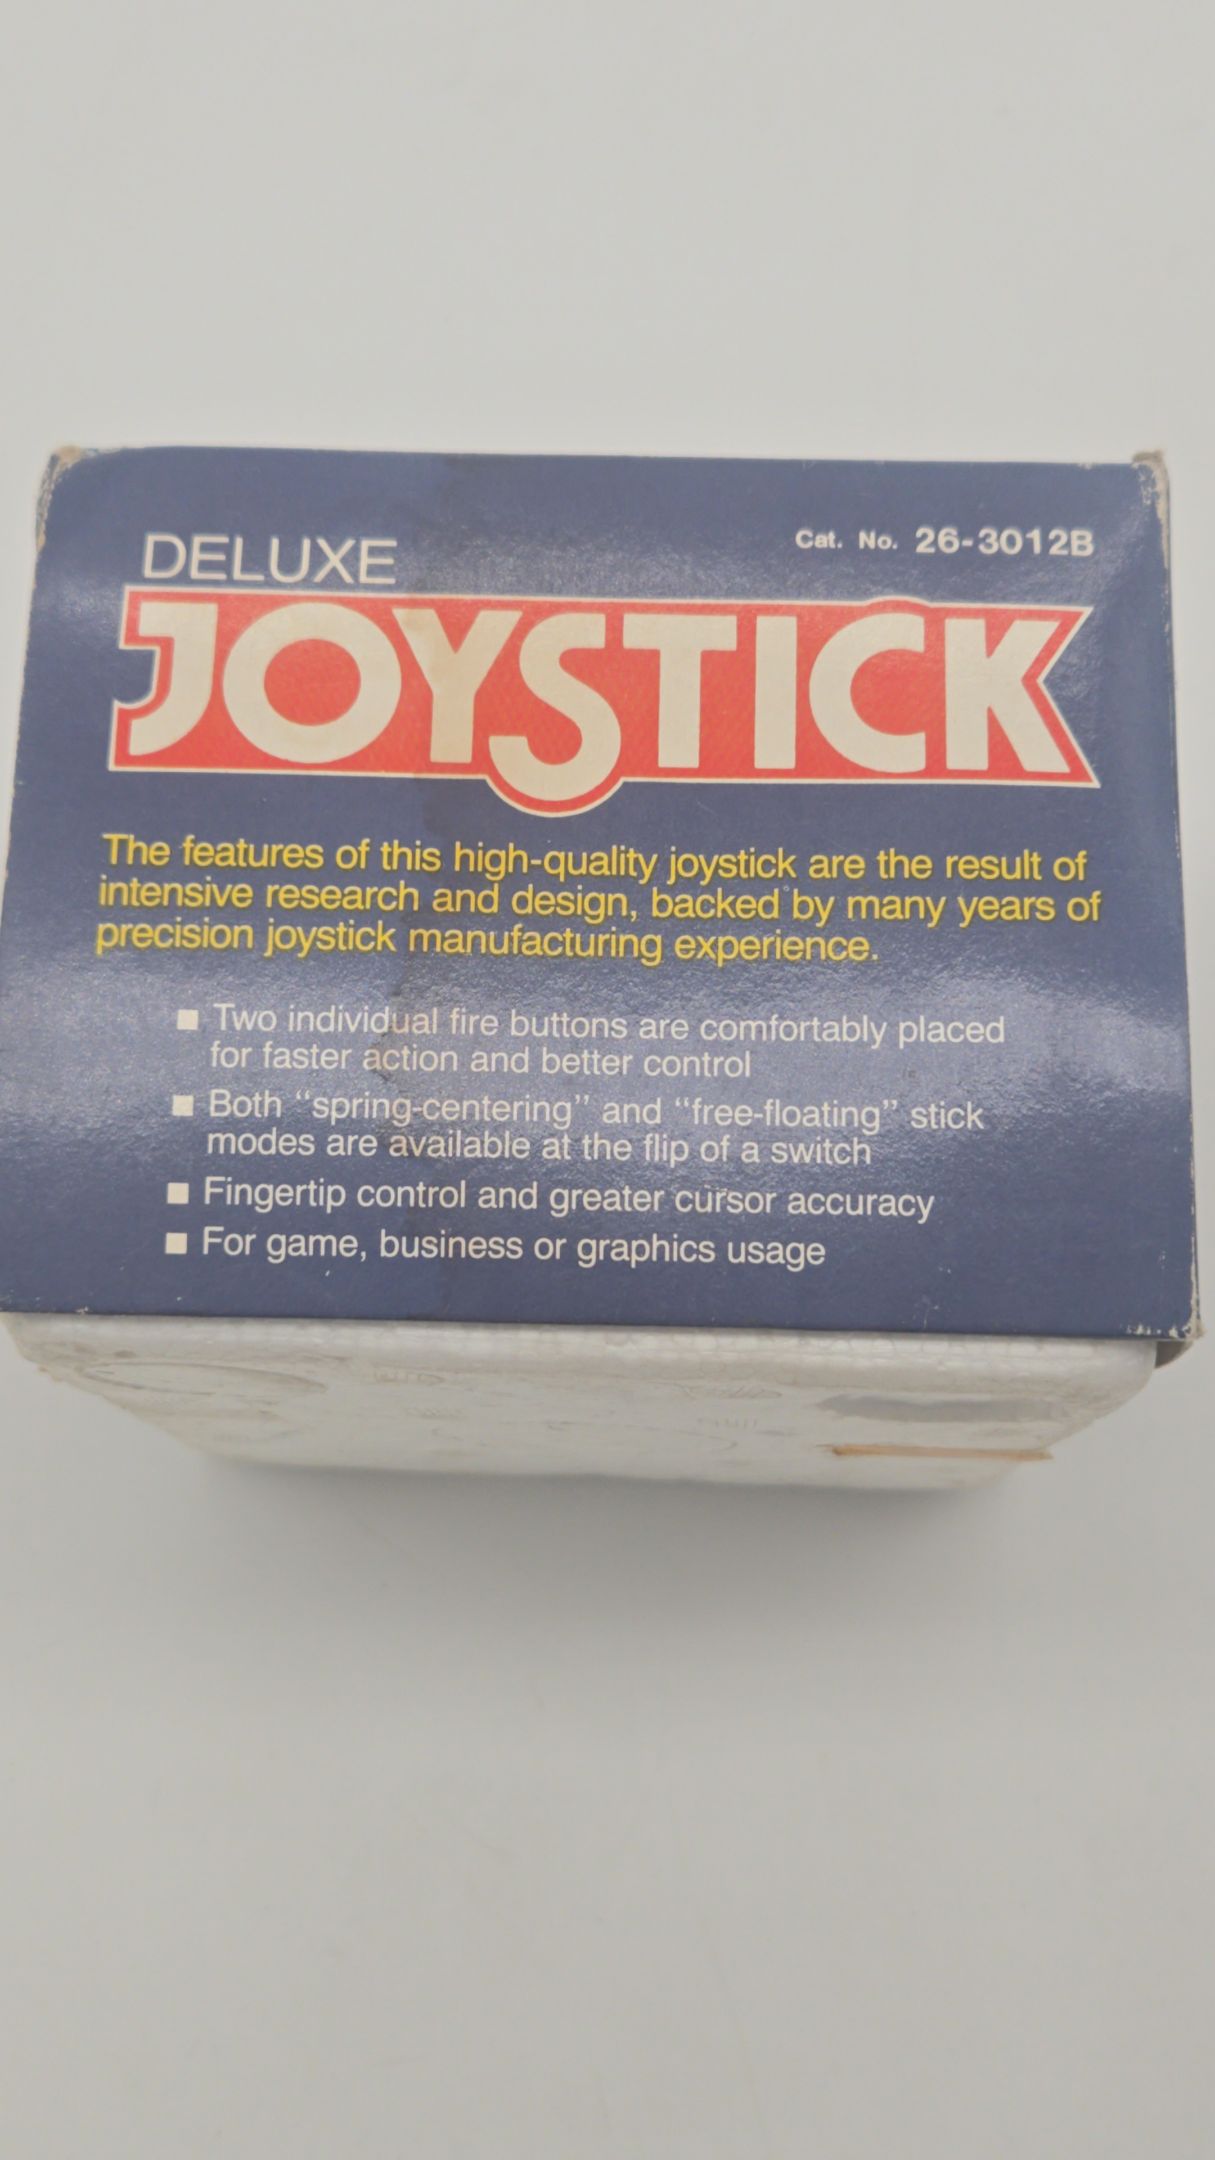 DELUXE
Cat. No. 26-3012B
JOYSTICK
The features of this high-quality joystick are the result of
intensive research and design, backed by many years of
precision joystick manufacturing experience.
■ Two individual fire buttons are comfortably placed
for faster action and better control
■ Both “spring-centering” and “free-floating” stick
modes are available at the flip of a switch
■ Fingertip control and greater cursor accuracy
■ For game, business or graphics usage